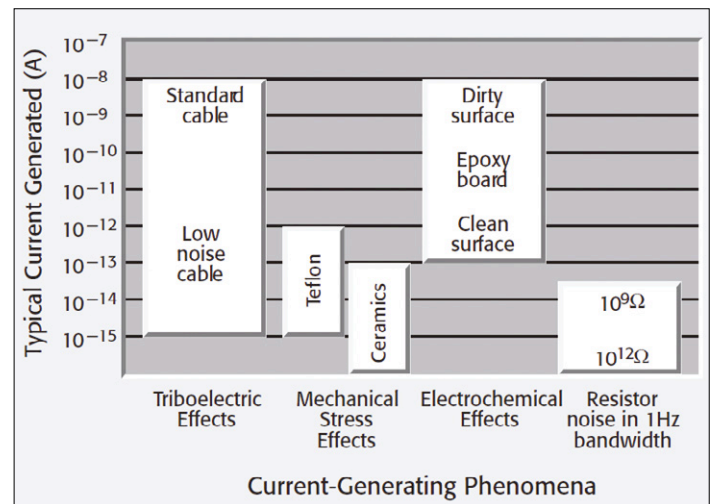 Typical Current Generated (A)
10⁻⁷
10⁻⁸
10⁻⁹
10⁻¹⁰
10⁻¹¹
10⁻¹²
10⁻¹³
10⁻¹⁴
10⁻¹⁵
Standard
cable
Low
noise
cable
Teflon
Ceramics
Dirty
surface
Epoxy
board
Clean
surface
10⁹Ω
10¹²Ω
Triboelectric
Effects
Mechanical
Stress
Effects
Electrochemical
Effects
Resistor
noise in 1Hz
bandwidth
Current-Generating Phenomena